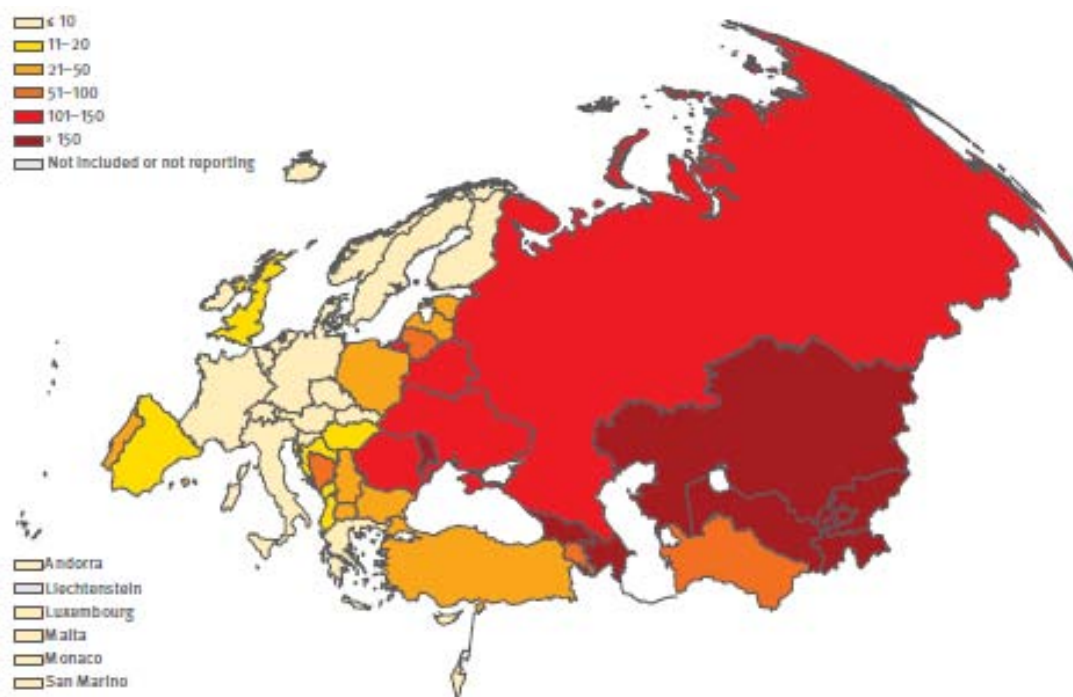 ≤ 10
11–20
21–50
51–100
101–150
> 150
Not included or not reporting
Andorra
Liechtenstein
Luxembourg
Malta
Monaco
San Marino